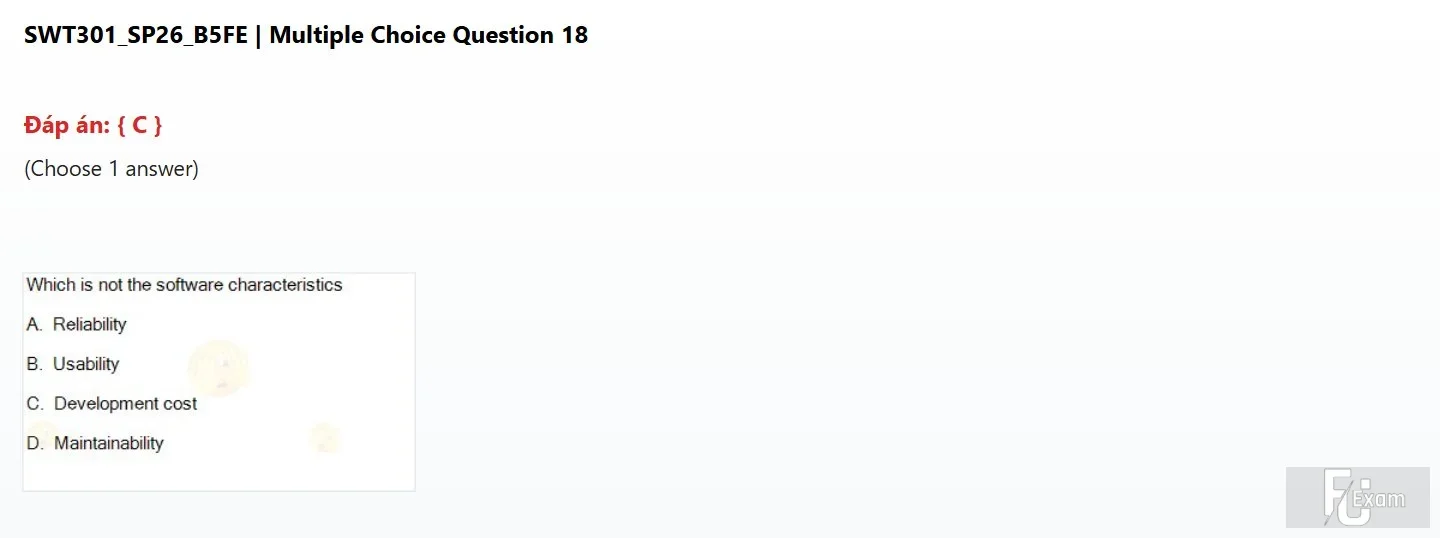 SWT301_SP26_B5FE | Multiple Choice Question 18
Đáp án: { C }
(Choose 1 answer)
Which is not the software characteristics
A. Reliability
B. Usability
C. Development cost
D. Maintainability
FU Exam